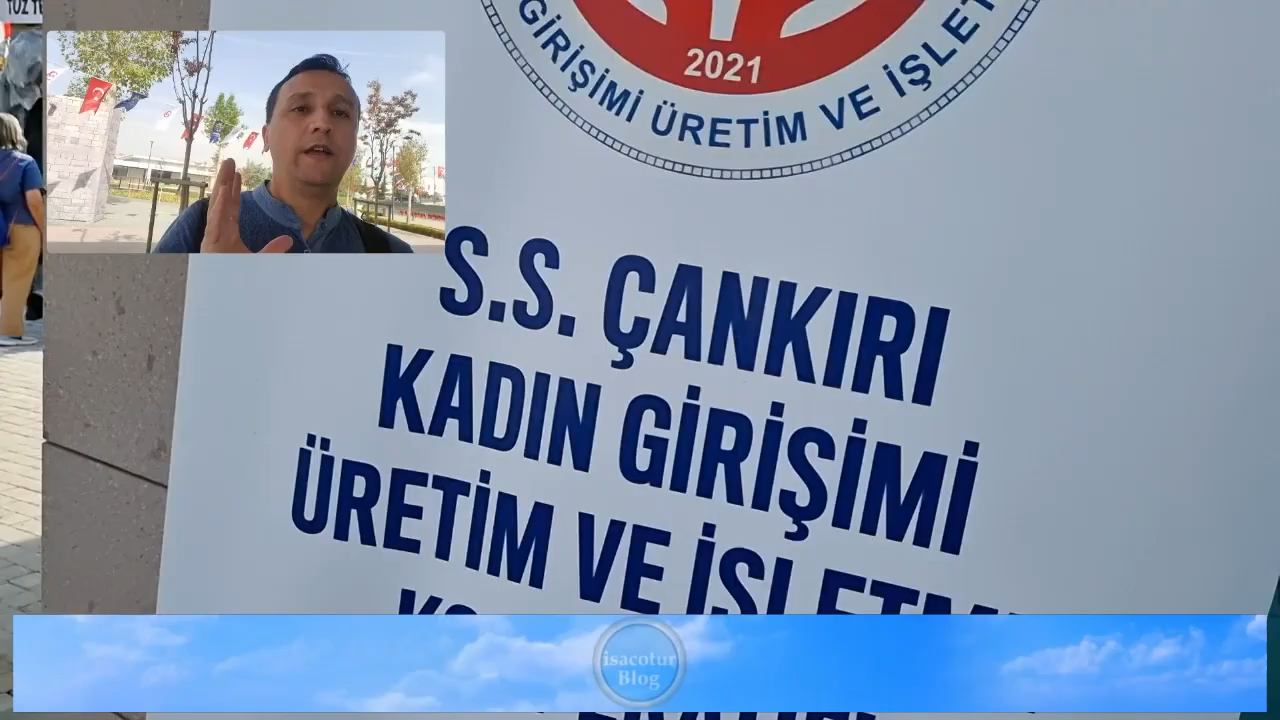 2021
GİRİŞİMİ ÜRETİM VE İŞLET
S.S. ÇANKIRI
KADIN GİRİŞİMİ
ÜRETİM VE İŞLETM
isacotur
Blog